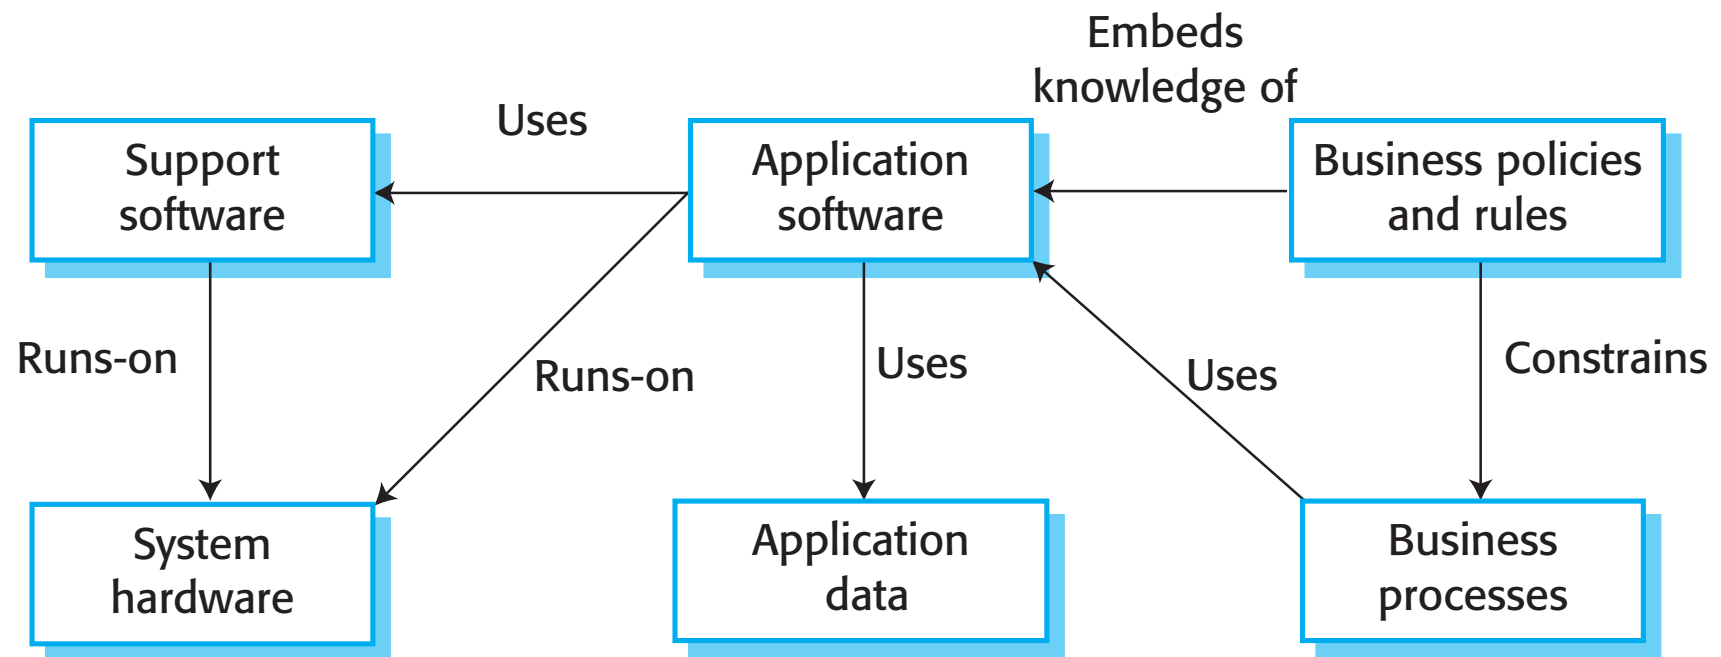 Embeds
knowledge of
Uses
Support
software
Application
software
Business policies
and rules
Runs-on
Runs-on
Uses
Uses
Constrains
System
hardware
Application
data
Business
processes